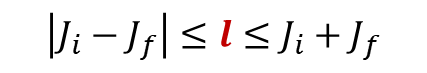 |J_i − J_f| ≤ l ≤ J_i + J_f